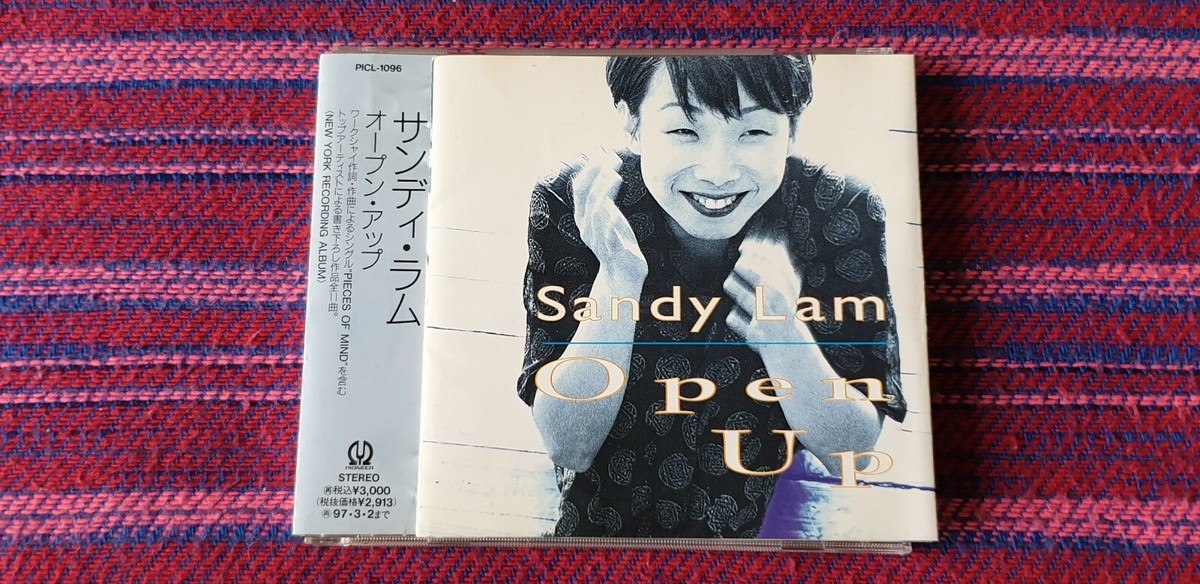 PICL-1096
サンディ・ラム
オープン・アップ
ワークシャイ作詞・作曲によるシングル"PIECES OF MIND"を含む
トップアーティストによる書き下ろし作品全11曲。
〈NEW YORK RECORDING ALBUM〉
PIONEER
STEREO
㊢税込¥3,000
(税抜価格¥2,913)
㊢97・3・2まで
Sandy Lam
Open
Up